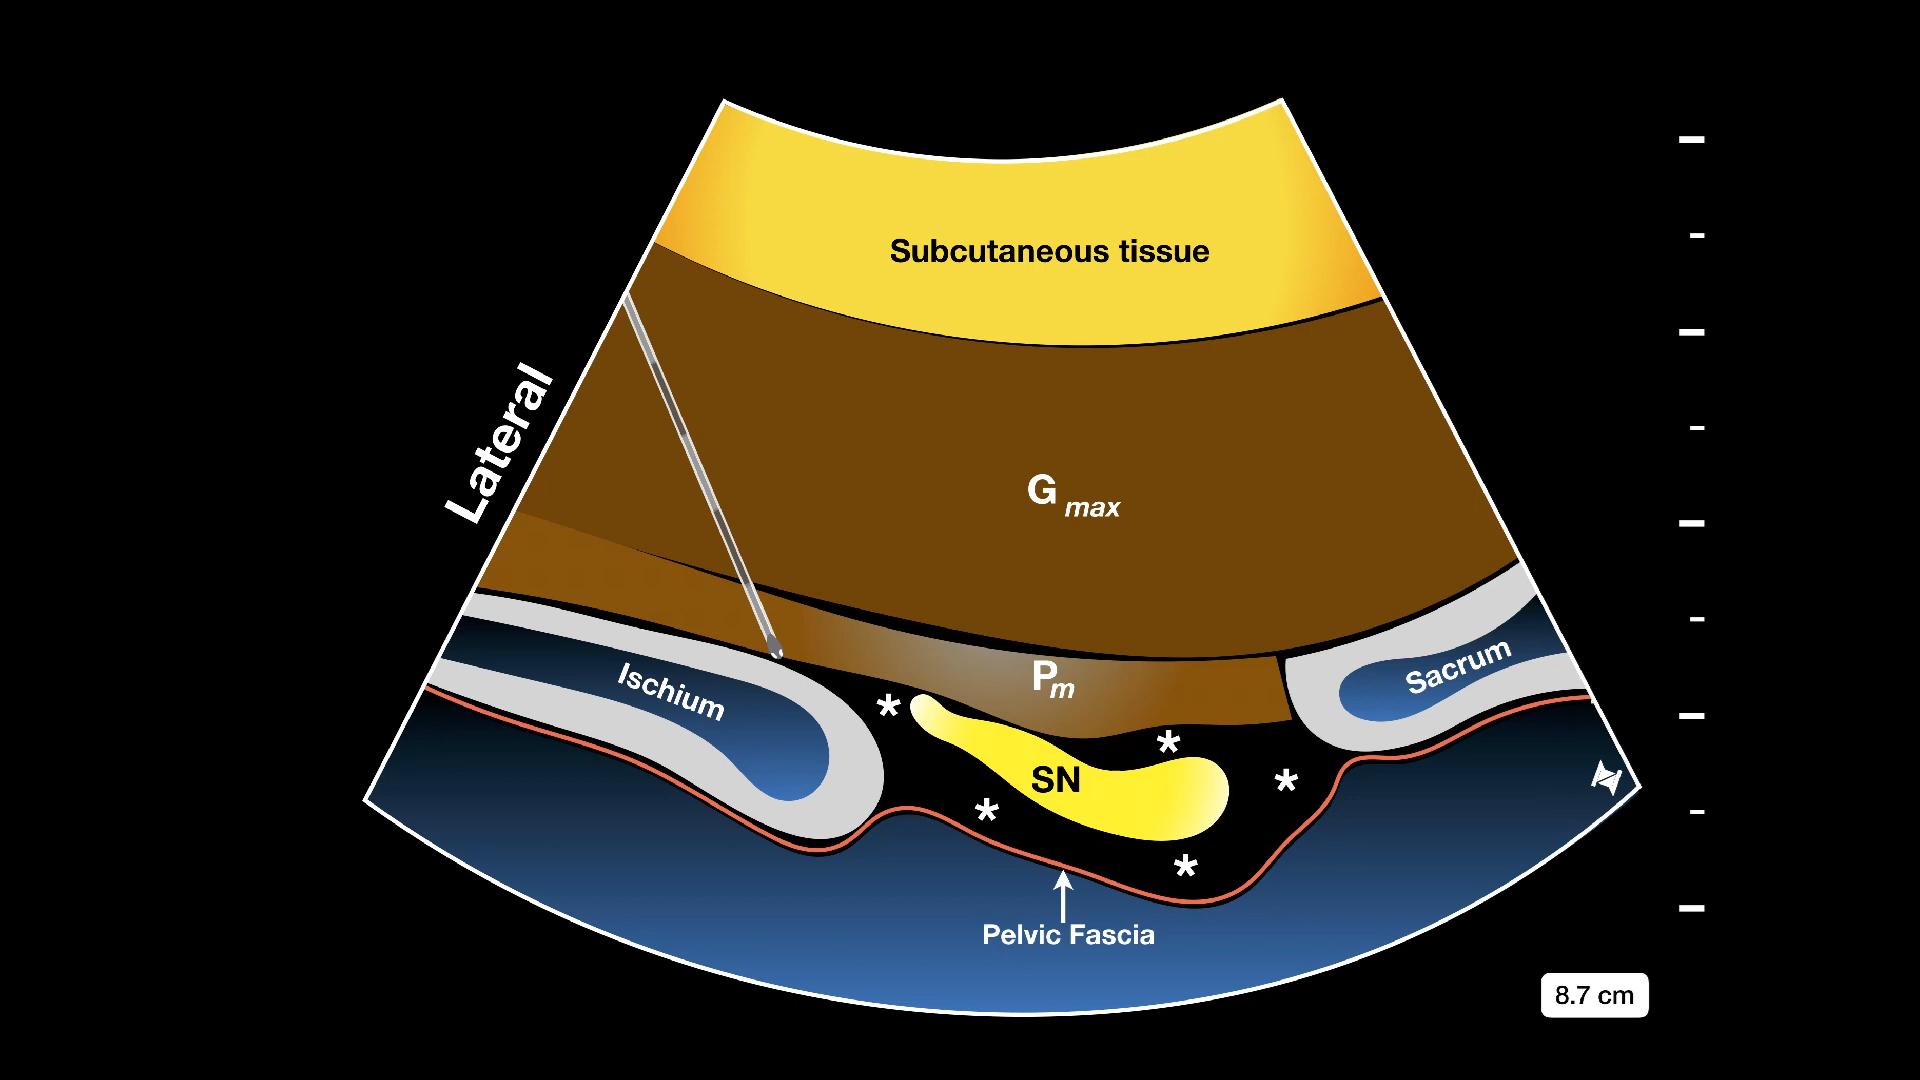 Subcutaneous tissue
Lateral
G max
Pm
Ischium
Sacrum
*
*
SN
*
*
*
Pelvic Fascia
8.7 cm